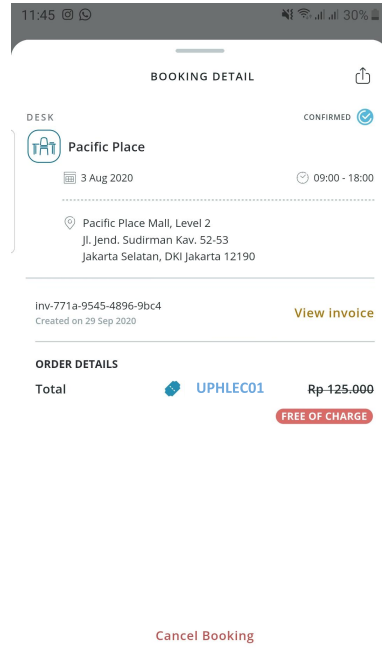 11:45 30%
BOOKING DETAIL
DESK
CONFIRMED
Pacific Place
3 Aug 2020
09:00 - 18:00
Pacific Place Mall, Level 2
Jl. Jend. Sudirman Kav. 52-53
Jakarta Selatan, DKI Jakarta 12190
inv-771a-9545-4896-9bc4
View invoice
Created on 29 Sep 2020
ORDER DETAILS
Total UPHLEC01 Rp 125.000
FREE OF CHARGE
Cancel Booking